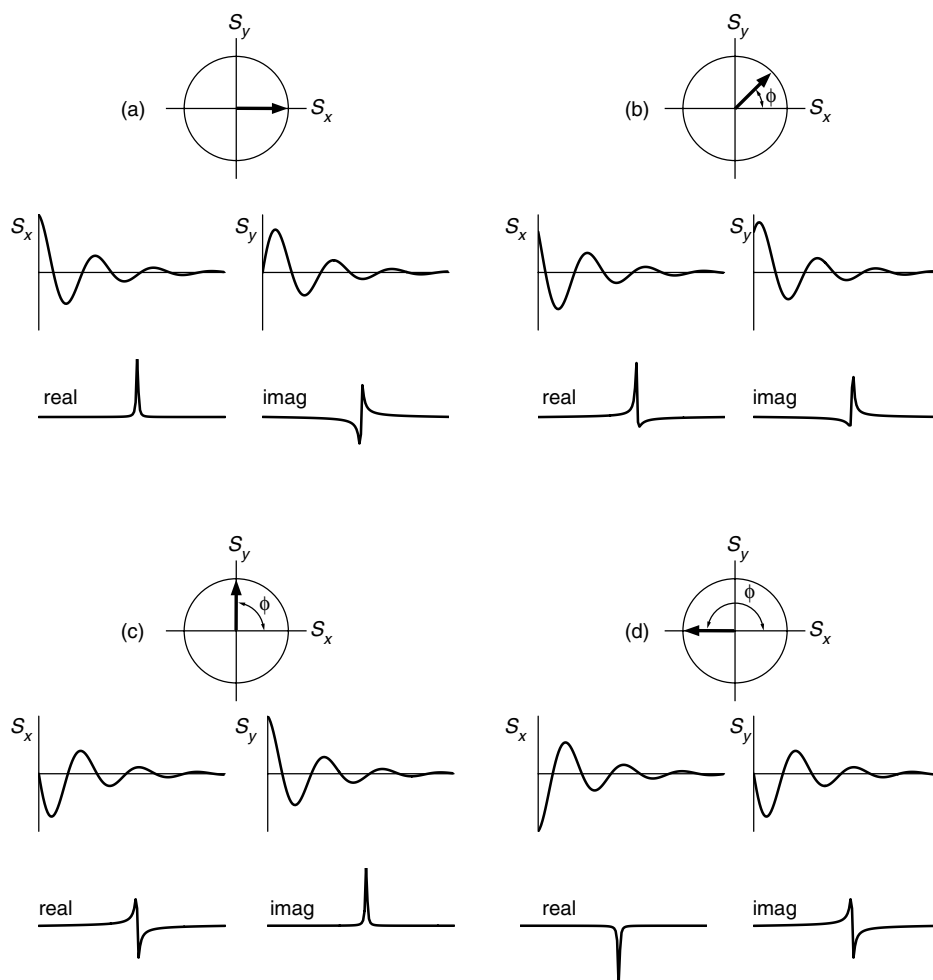 S_y
(a)
S_x
S_x
S_y
real
imag
S_y
(b)
ϕ
S_x
S_x
S_y
real
imag
S_y
(c)
ϕ
S_x
S_x
S_y
real
imag
S_y
(d)
ϕ
S_x
S_x
S_y
real
imag